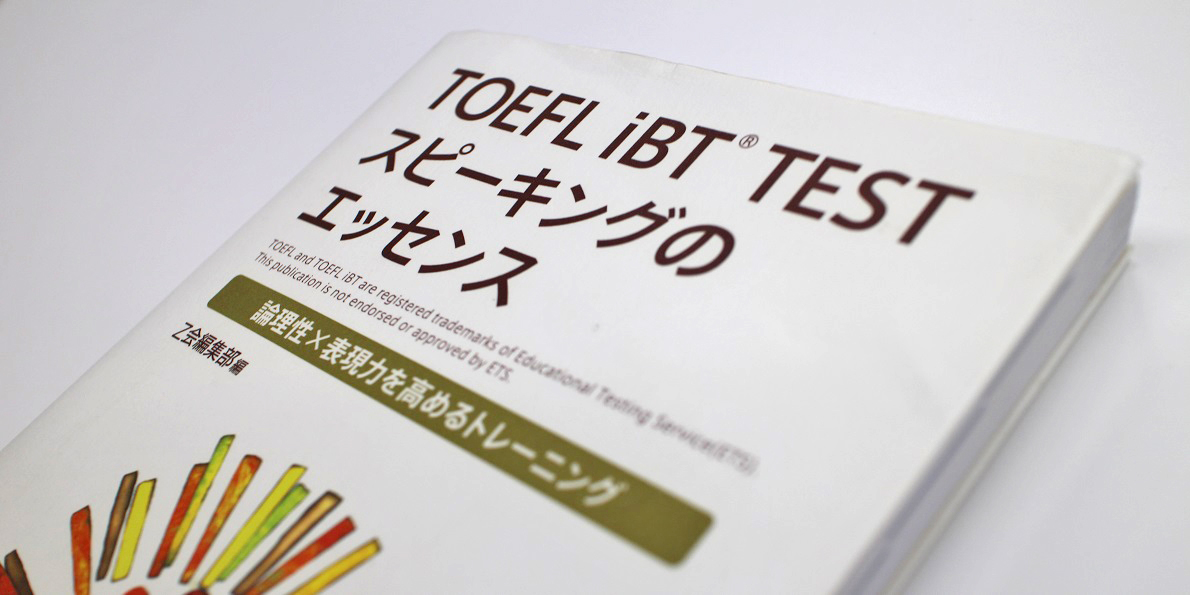 TOEFL iBT® TEST
スピーキングの
エッセンス
TOEFL and TOEFL iBT are registered trademarks of Educational Testing Service(ETS).
This publication is not endorsed or approved by ETS.
論理性×表現力を高めるトレーニング
Z会編集部編